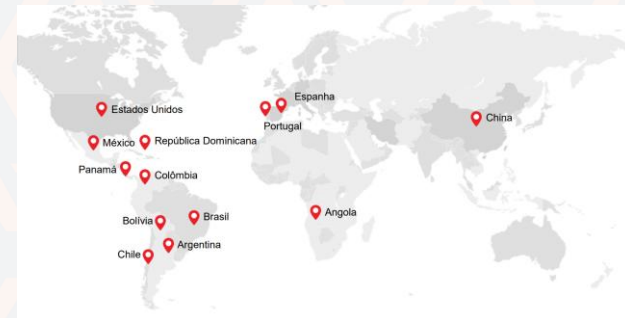 Espanha
Estados Unidos
China
Portugal
México
República Dominicana
Panamá
Colômbia
Angola
Bolívia
Brasil
Argentina
Chile